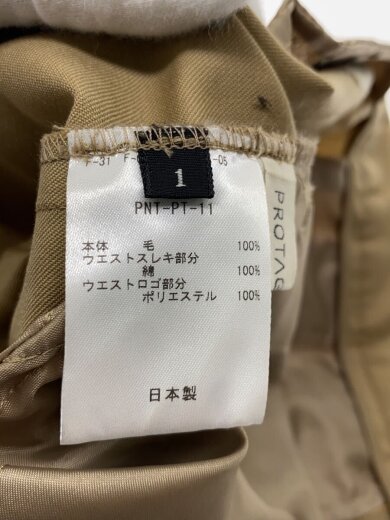 F-31
-06
1
PNT-PT-11
本体 毛 100%
ウエストスレキ部分
綿 100%
ウエストロゴ部分
ポリエステル 100%
日本製
PROTAG